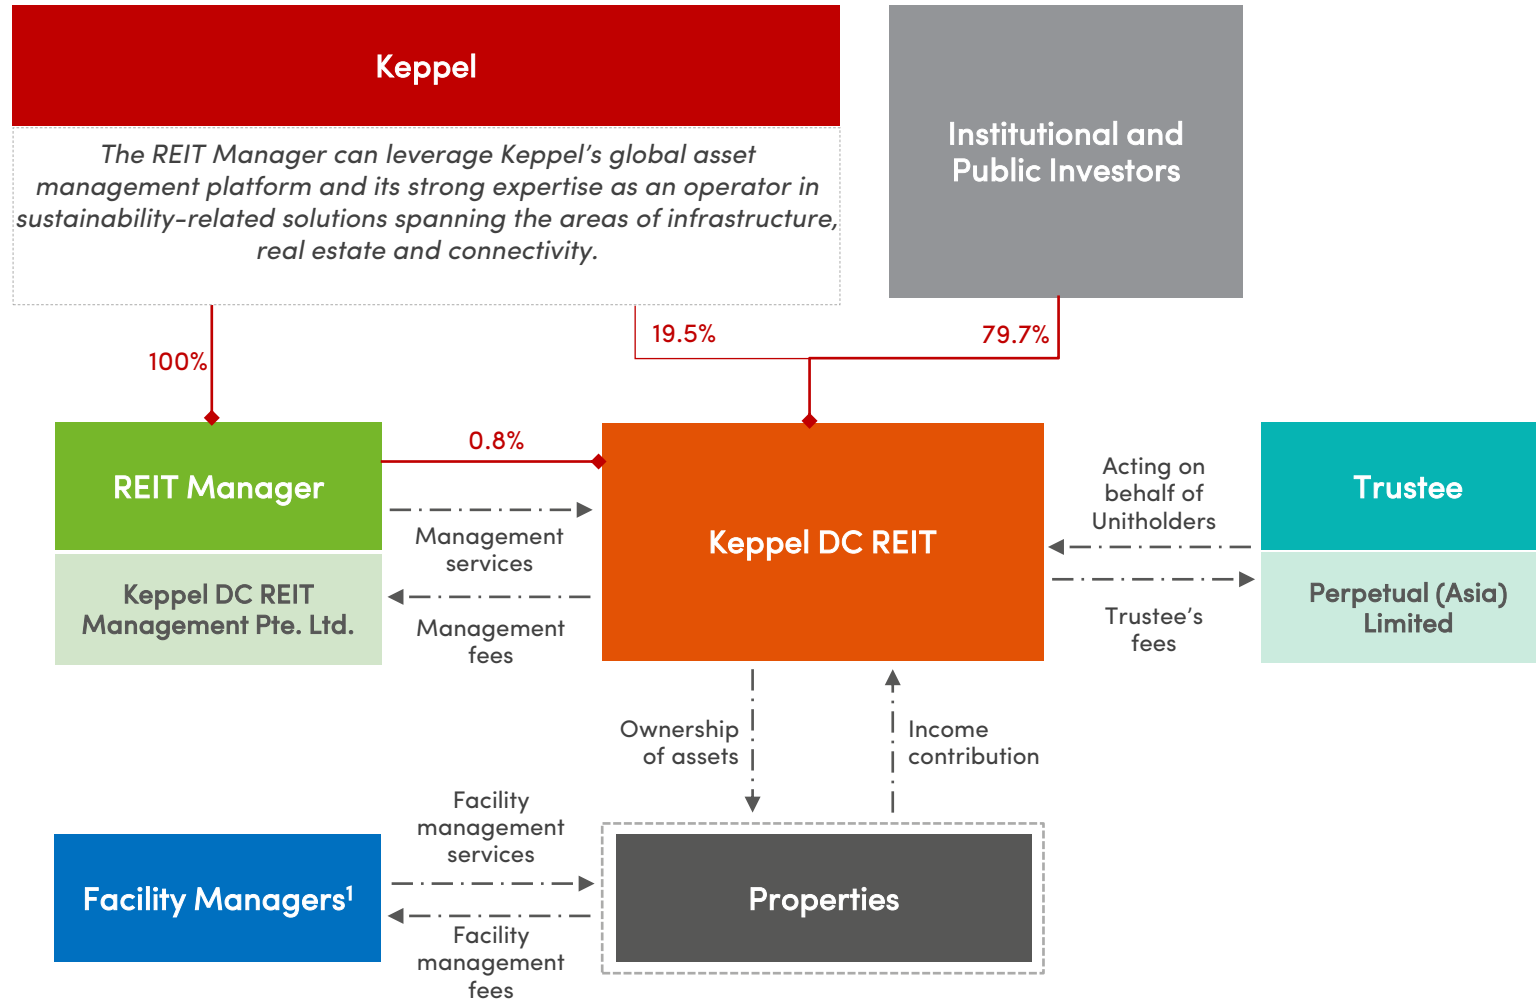 Keppel
The REIT Manager can leverage Keppel’s global asset
management platform and its strong expertise as an operator in
sustainability-related solutions spanning the areas of infrastructure,
real estate and connectivity.
Institutional and
Public Investors
100%
19.5%
79.7%
REIT Manager
Keppel DC REIT
Management Pte. Ltd.
0.8%
Management
services
Management
fees
Keppel DC REIT
Acting on
behalf of
Unitholders
Trustee’s
fees
Trustee
Perpetual (Asia)
Limited
Ownership
of assets
Income
contribution
Facility Managers¹
Facility
management
services
Facility
management
fees
Properties